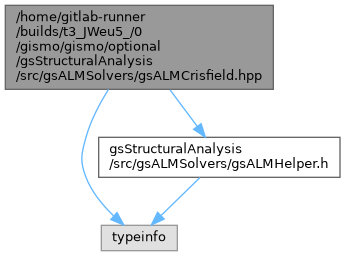 /home/gitlab-runner
/builds/t3_JWeu5_/0
/gismo/gismo/optional
/gsStructuralAnalysis
/src/gsALMSolvers/gsALMCrisfield.hpp
gsStructuralAnalysis
/src/gsALMSolvers/gsALMHelper.h
typeinfo